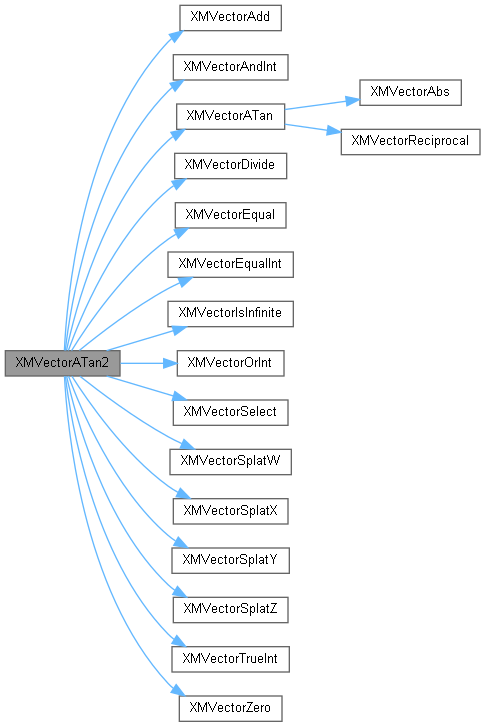 XMVectorATan2
XMVectorAdd
XMVectorAndInt
XMVectorATan
XMVectorAbs
XMVectorReciprocal
XMVectorDivide
XMVectorEqual
XMVectorEqualInt
XMVectorIsInfinite
XMVectorOrInt
XMVectorSelect
XMVectorSplatW
XMVectorSplatX
XMVectorSplatY
XMVectorSplatZ
XMVectorTrueInt
XMVectorZero